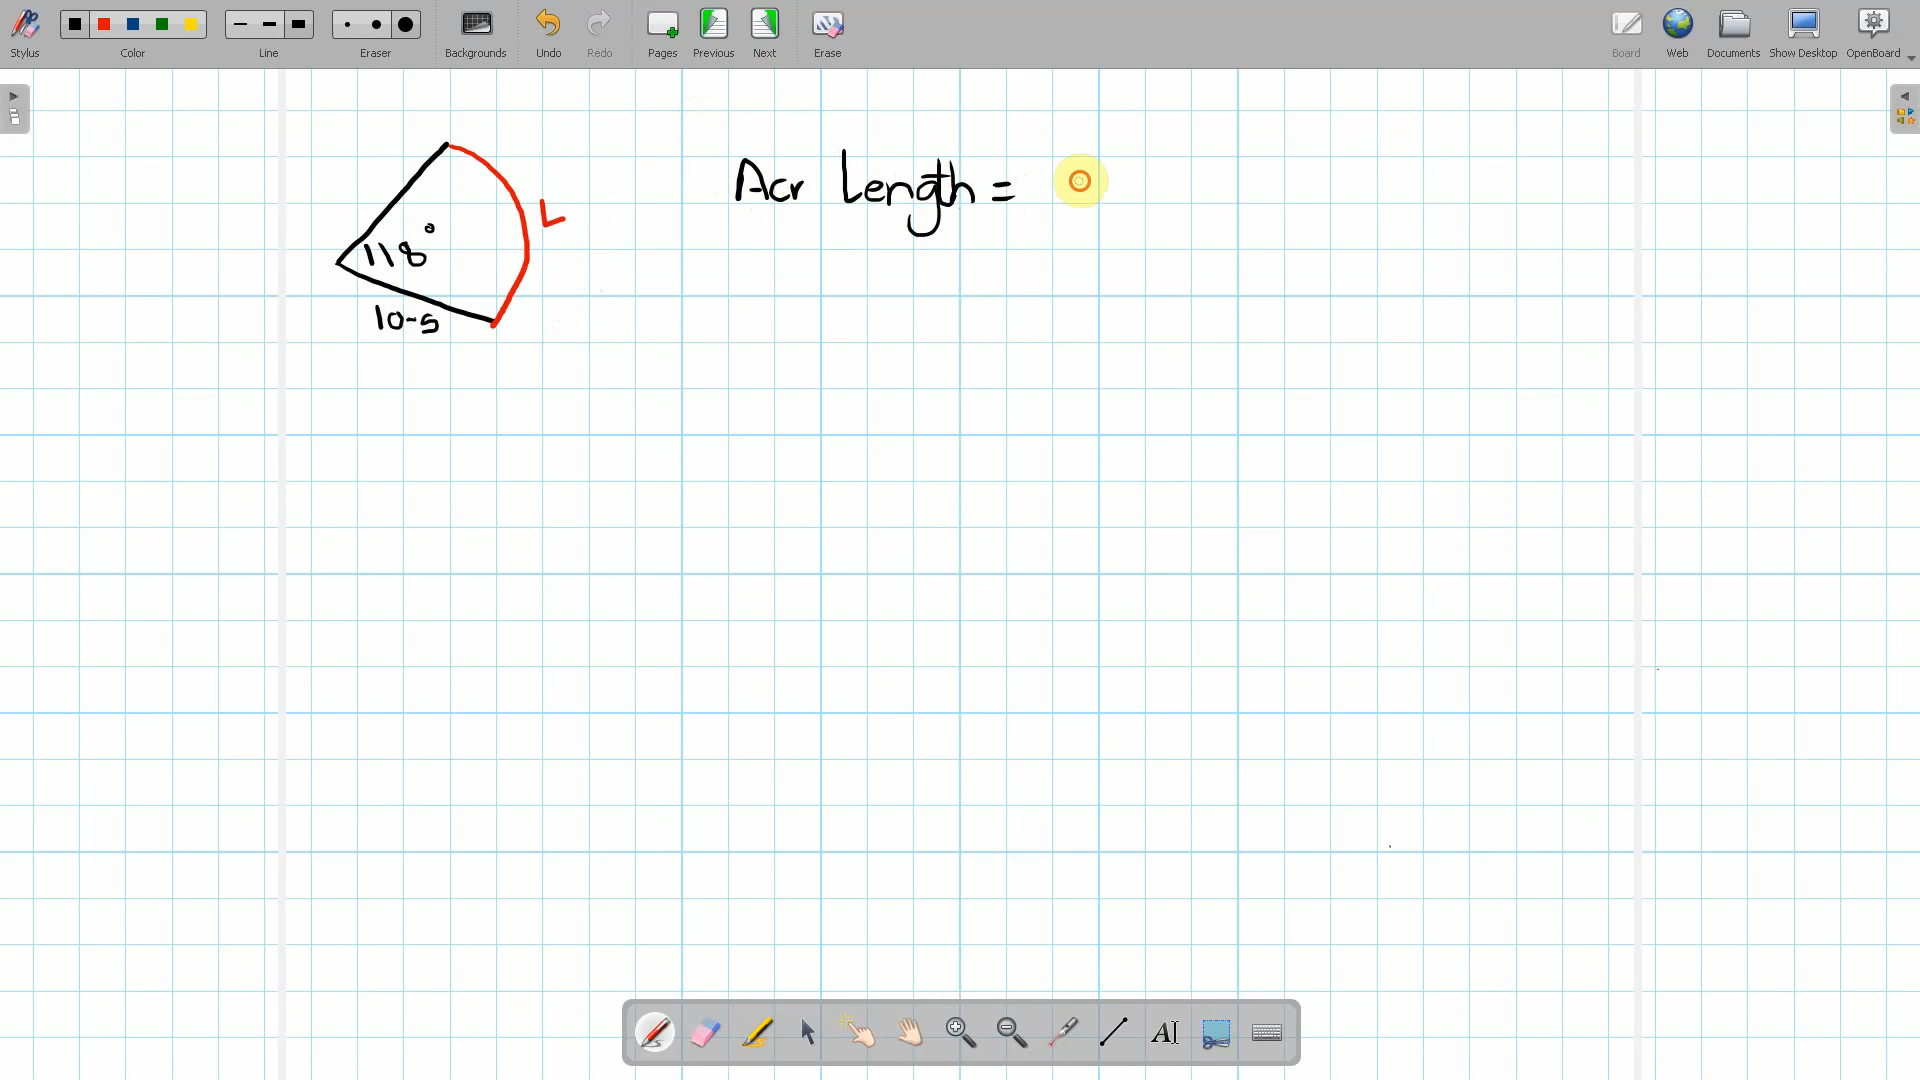 Stylus
Color
Line
Eraser
Backgrounds
Undo
Redo
Pages
Previous
Next
Erase
Board
Web
Documents
Show Desktop
OpenBoard
Acr Length =
L
118°
10-5
AI